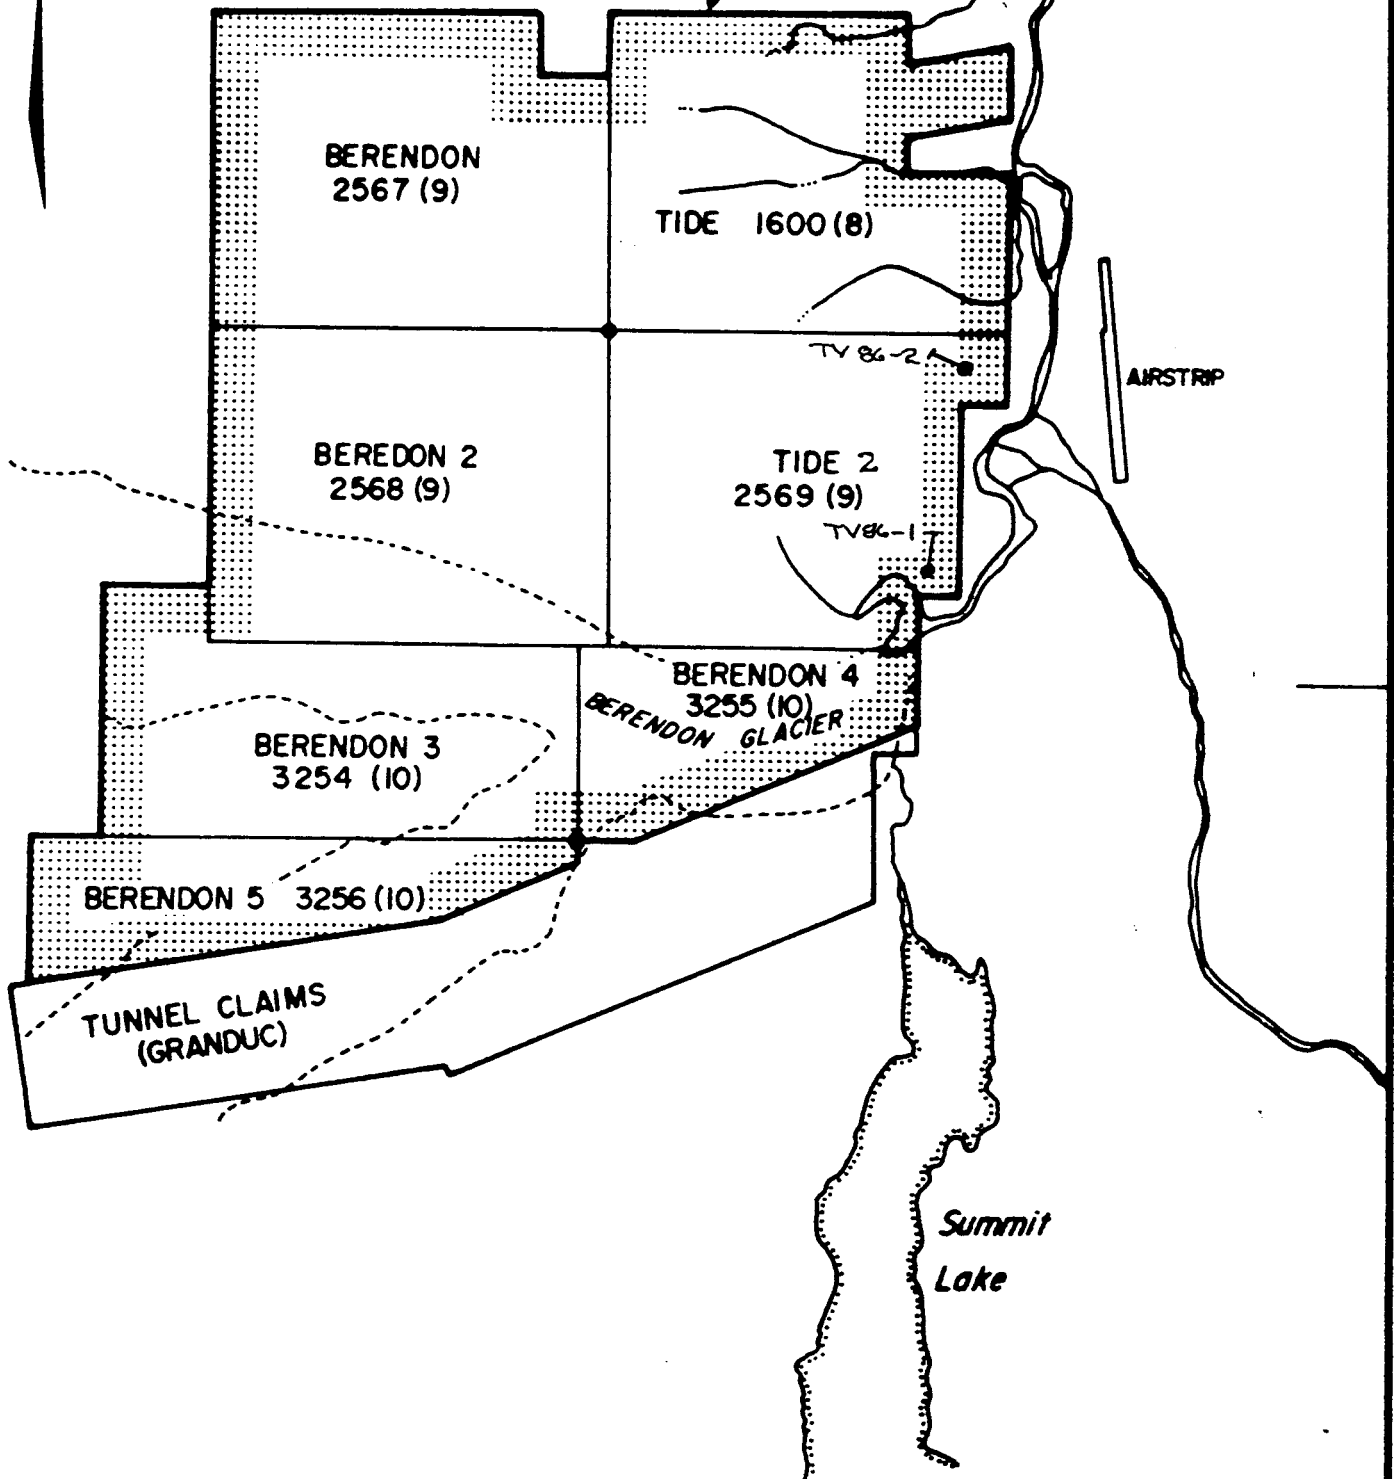 BERENDON
2567 (9)
TIDE 1600 (8)
TV 86-2
AIRSTRIP
BEREDON 2
2568 (9)
TIDE 2
2569 (9)
TV86-1
BERENDON 4
3255 (10)
BERENDON GLACIER
BERENDON 3
3254 (10)
BERENDON 5 3256 (10)
TUNNEL CLAIMS
(GRANDUC)
Summit
Lake